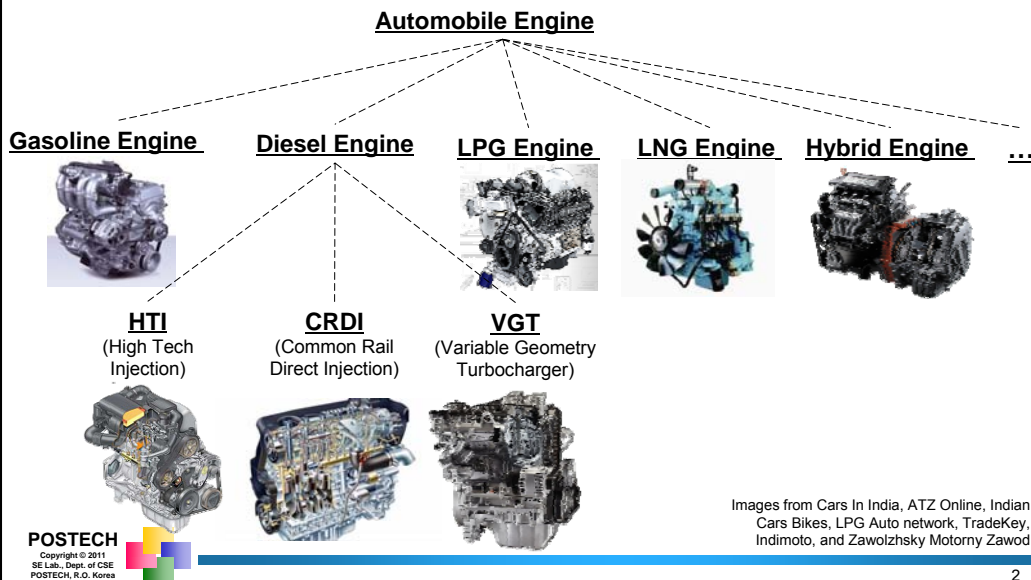 Automobile Engine
Gasoline Engine
Diesel Engine
LPG Engine
LNG Engine
Hybrid Engine
...
HTI
(High Tech
Injection)
CRDI
(Common Rail
Direct Injection)
VGT
(Variable Geometry
Turbocharger)
Images from Cars In India, ATZ Online, Indian
Cars Bikes, LPG Auto network, TradeKey,
Indimoto, and Zawolzhsky Motorny Zawod
POSTECH
Copyright © 2011
SE Lab., Dept. of CSE
POSTECH, R.O. Korea
2